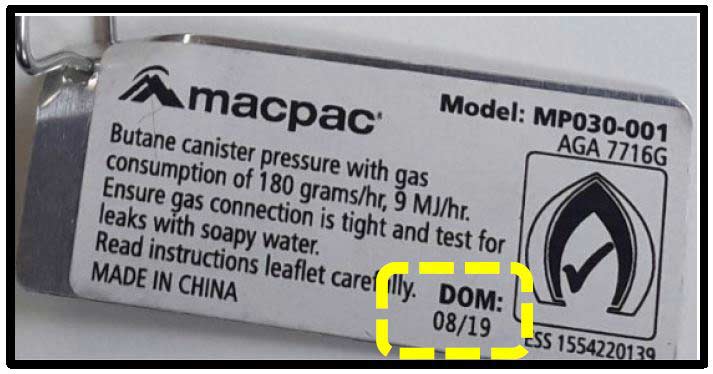 macpac
Model: MP030-001
AGA 7716G
Butane canister pressure with gas
consumption of 180 grams/hr, 9 MJ/hr.
Ensure gas connection is tight and test for
leaks with soapy water.
Read instructions leaflet carefully.
MADE IN CHINA
DOM:
08/19
ESS 1554220139